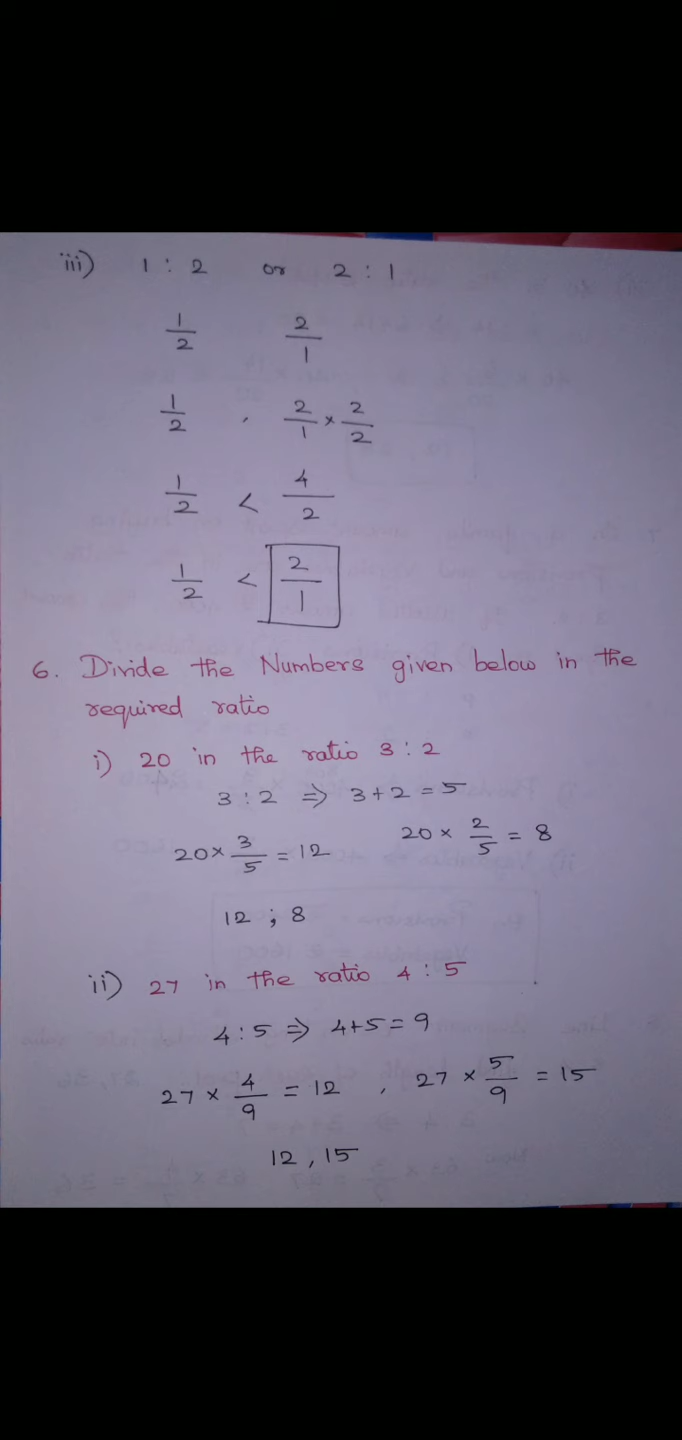 iii) 1 : 2 or 2 : 1
1/2 2/1
1/2 , 2/1 × 2/2
1/2 < 4/2
1/2 < 2/1
6. Divide the Numbers given below in the
required ratio
i) 20 in the ratio 3 : 2
3 : 2 ⇒ 3 + 2 = 5
20 × 3/5 = 12 20 × 2/5 = 8
12 ; 8
ii) 27 in the ratio 4 : 5
4 : 5 ⇒ 4 + 5 = 9
27 × 4/9 = 12 , 27 × 5/9 = 15
12 , 15